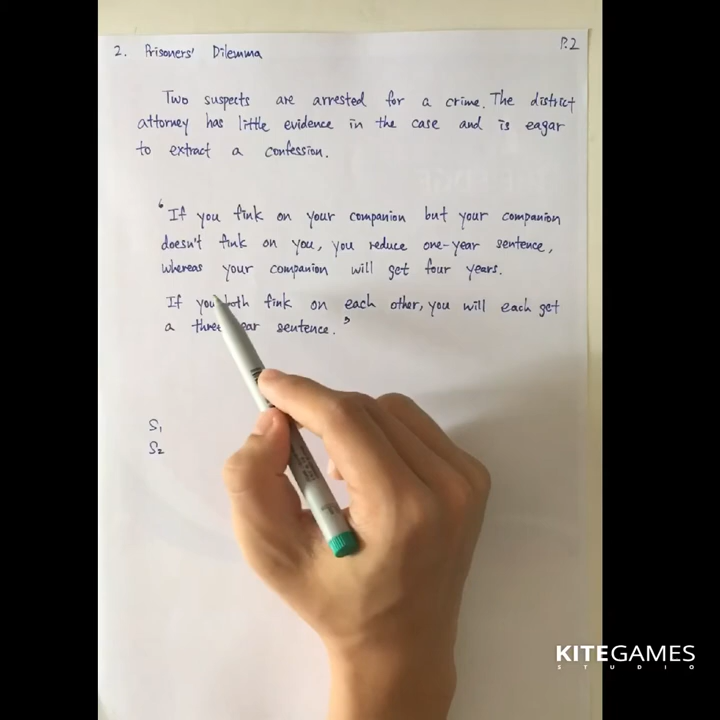 2. Prisoners' Dilemma
P.2
Two suspects are arrested for a crime. The district
attorney has little evidence in the case and is eagar
to extract a confession.
"If you fink on your companion but your companion
doesn't fink on you, you reduce one-year sentence,
whereas your companion will get four years.
If you both fink on each other, you will each get
a three year sentence."
S1
S2
KITEGAMES
STUDIO